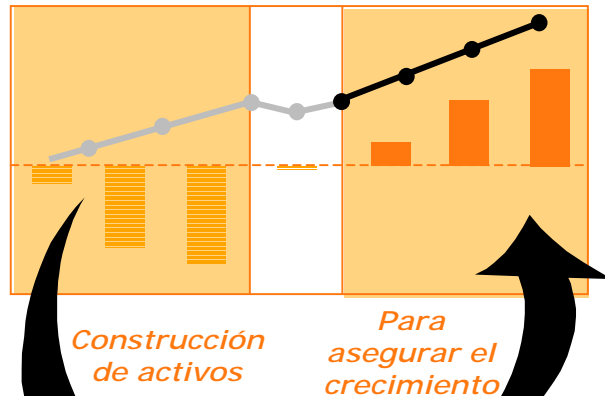 Construcción
de activos
Para
asegurar el
crecimiento